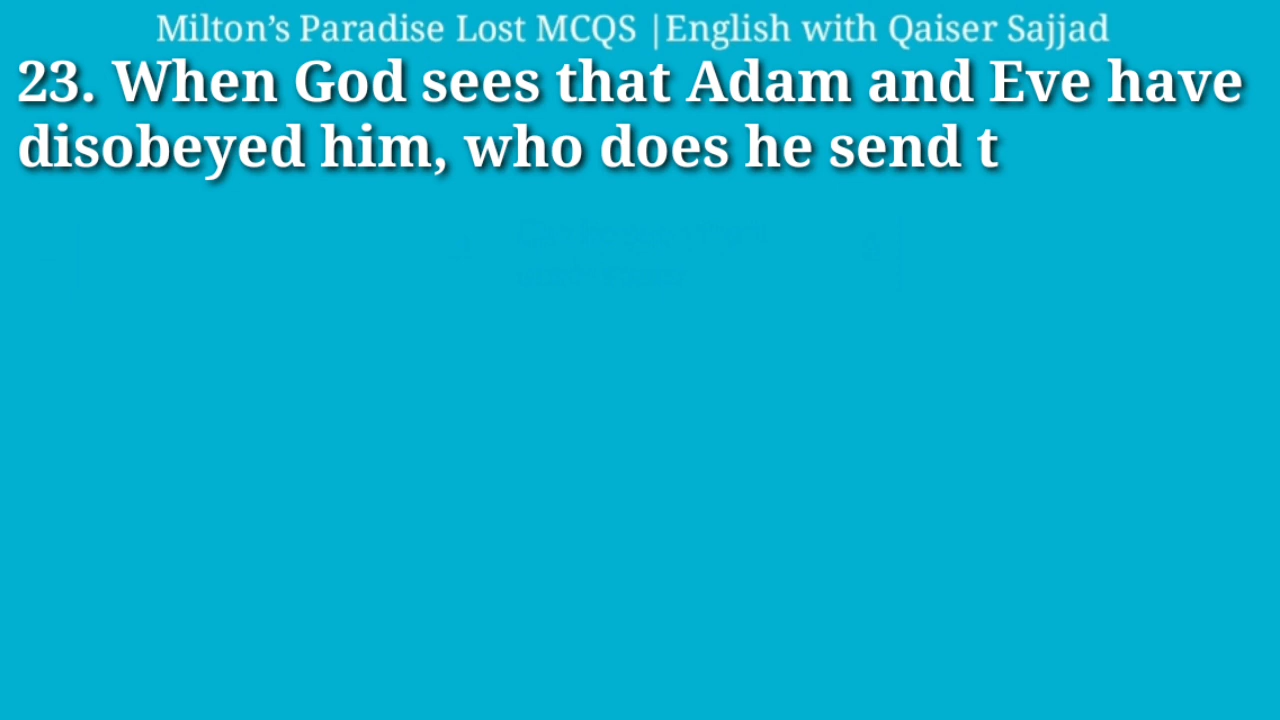 Milton’s Paradise Lost MCQS |English with Qaiser Sajjad
23. When God sees that Adam and Eve have
disobeyed him, who does he send t